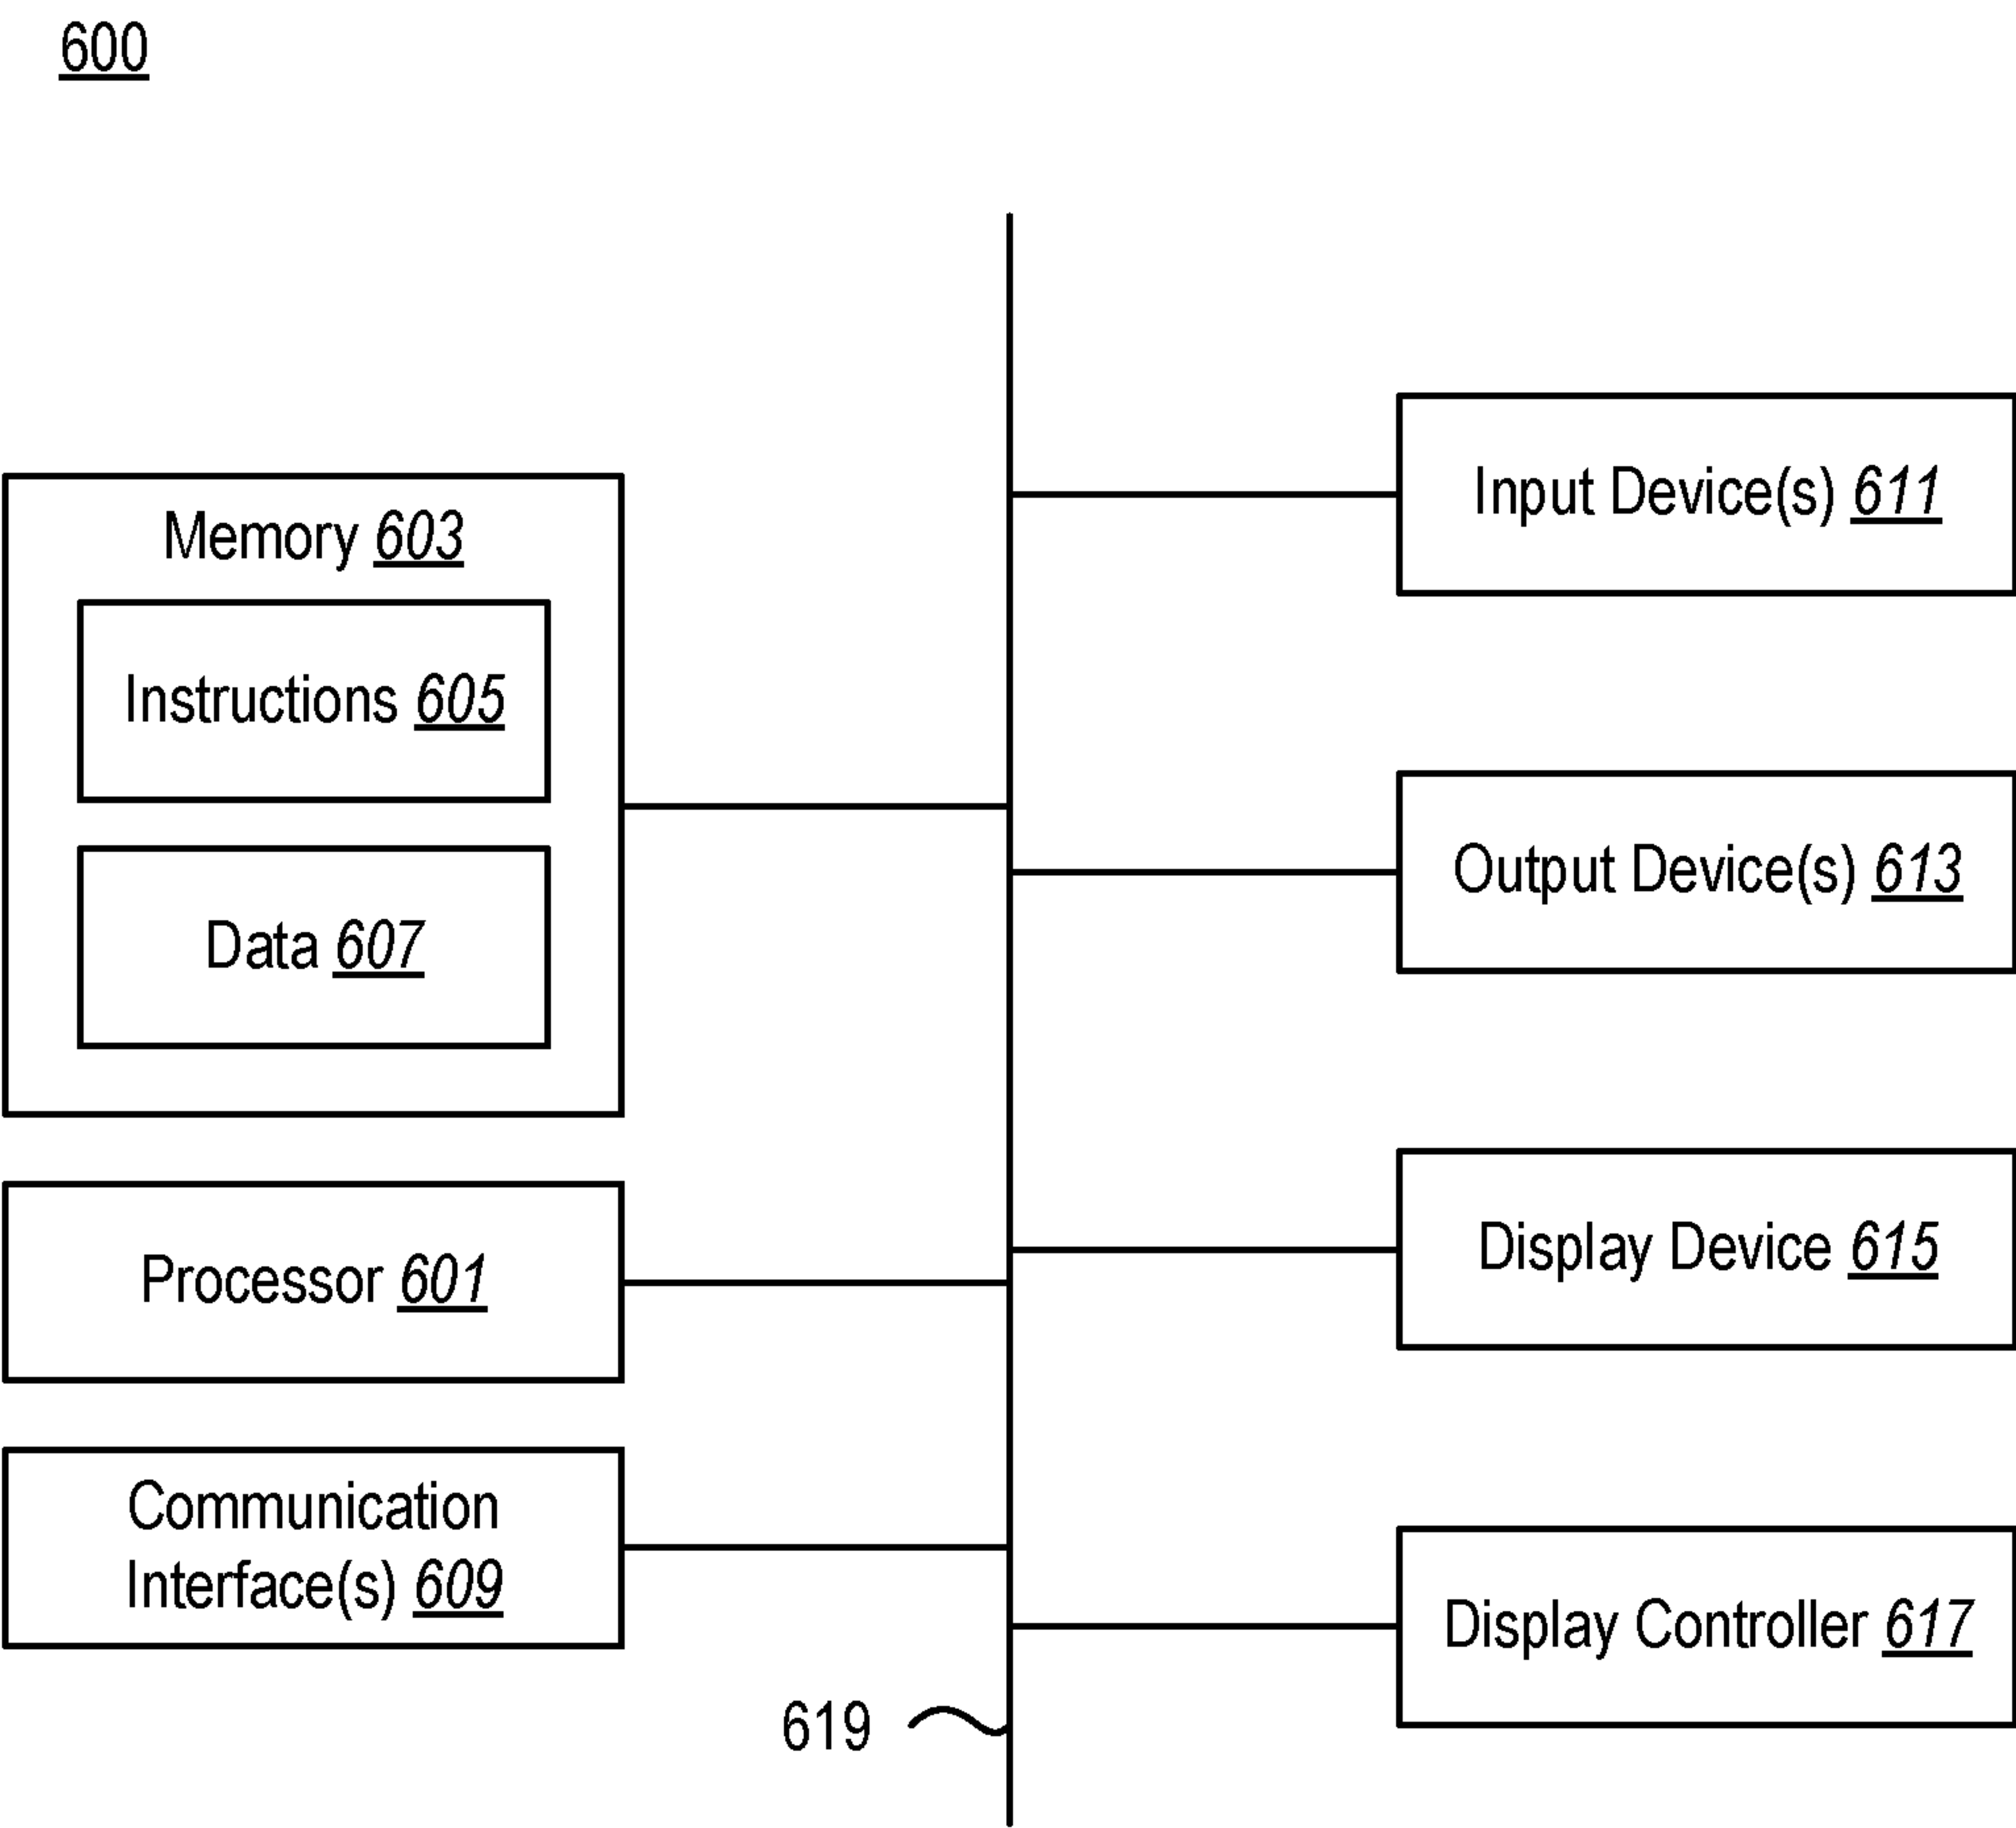 600
Memory 603
Instructions 605
Data 607
Processor 601
Communication
Interface(s) 609
Input Device(s) 611
Output Device(s) 613
Display Device 615
Display Controller 617
619